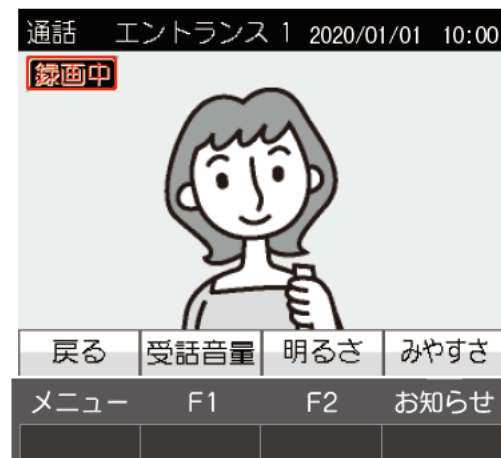 通話 エントランス 1 2020/01/01 10:00
録画中
戻る 受話音量 明るさ みやすさ
メニュー F1 F2 お知らせ